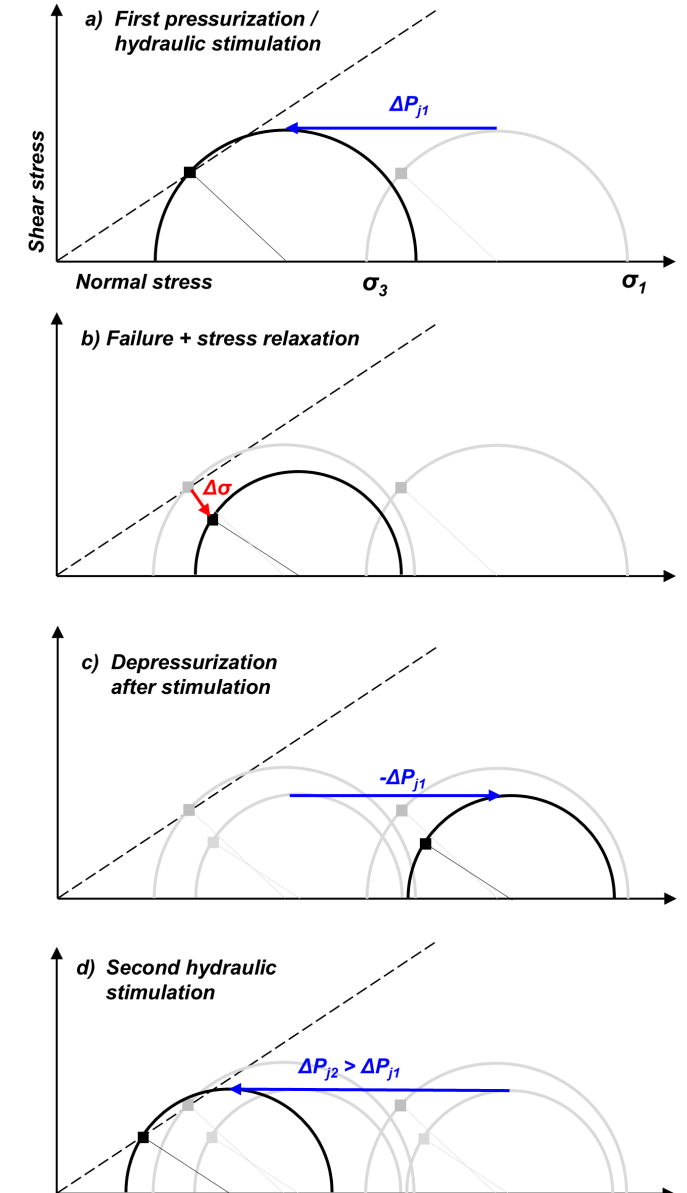 a) First pressurization /
hydraulic stimulation
ΔPj1
Shear stress
Normal stress
σ3
σ1
b) Failure + stress relaxation
Δσ
c) Depressurization
after stimulation
-ΔPj1
d) Second hydraulic
stimulation
ΔPj2 > ΔPj1